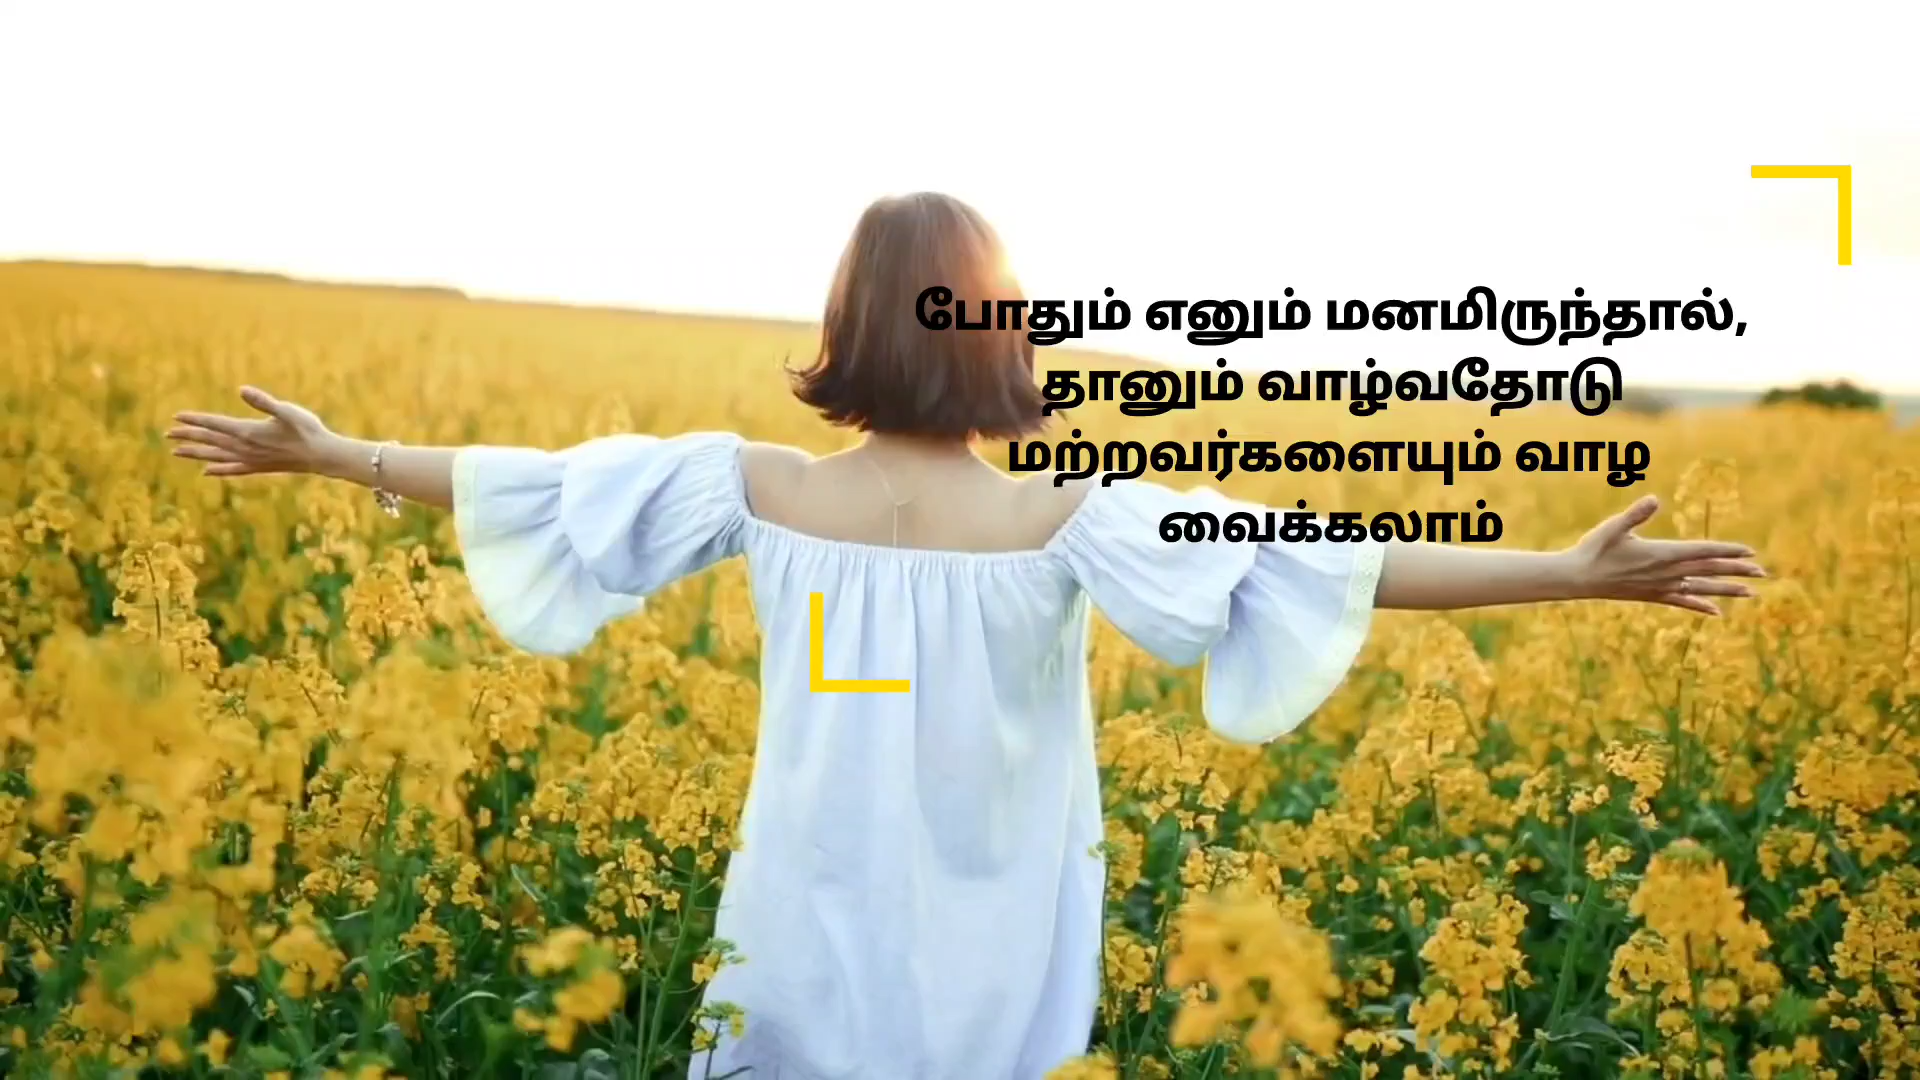 போதும் எனும் மனமிருந்தால்,
தானும் வாழ்வதோடு
மற்றவர்களையும் வாழ
வைக்கலாம்